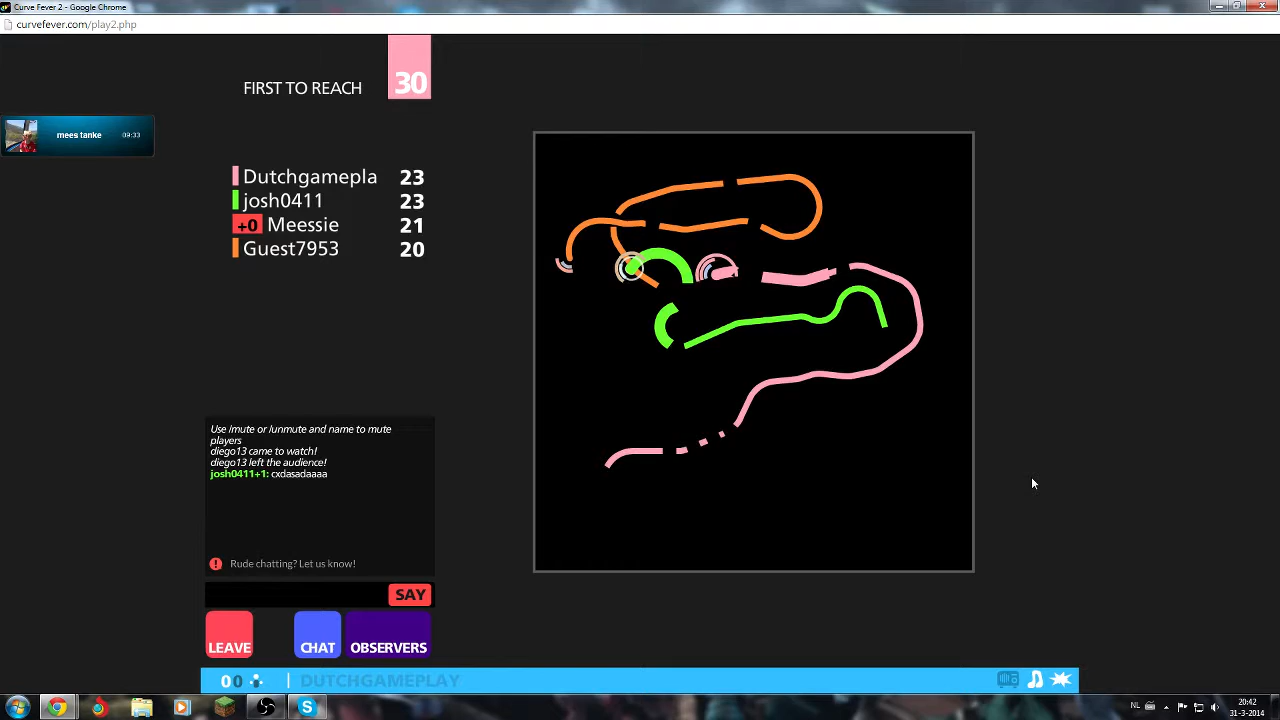 Curve Fever 2 - Google Chrome
curvefever.com/play2.php
FIRST TO REACH 30
mees tanke 09:33
Dutchgamepla 23
josh0411 23
+0 Meessie 21
Guest7953 20
Use /mute or /unmute and name to mute
players
diego13 came to watch!
diego13 left the audience!
josh0411+1: cxdasadaaaa
! Rude chatting? Let us know!
SAY
LEAVE CHAT OBSERVERS
00 DUTCHGAMEPLAY
NL 20:42
31-3-2014